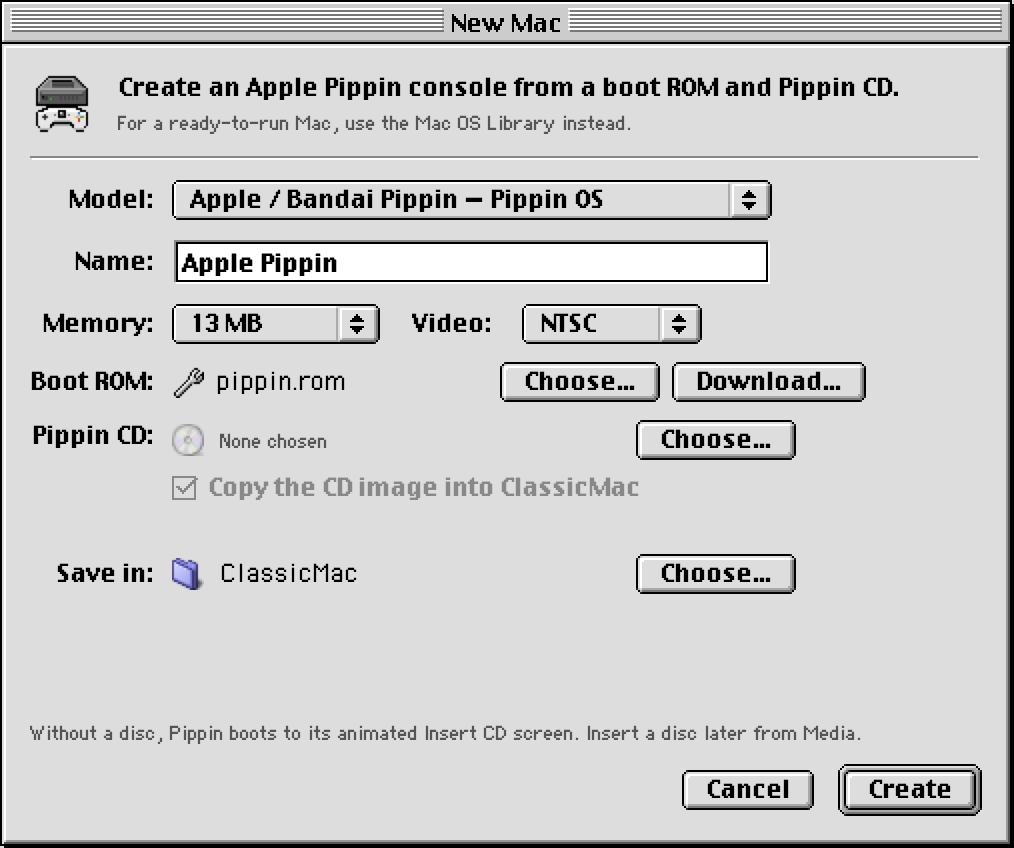 New Mac
Create an Apple Pippin console from a boot ROM and Pippin CD.
For a ready-to-run Mac, use the Mac OS Library instead.
Model: Apple / Bandai Pippin — Pippin OS
Name: Apple Pippin
Memory: 13 MB Video: NTSC
Boot ROM: pippin.rom Choose... Download...
Pippin CD: None chosen Choose...
Copy the CD image into ClassicMac
Save in: ClassicMac Choose...
Without a disc, Pippin boots to its animated Insert CD screen. Insert a disc later from Media.
Cancel Create